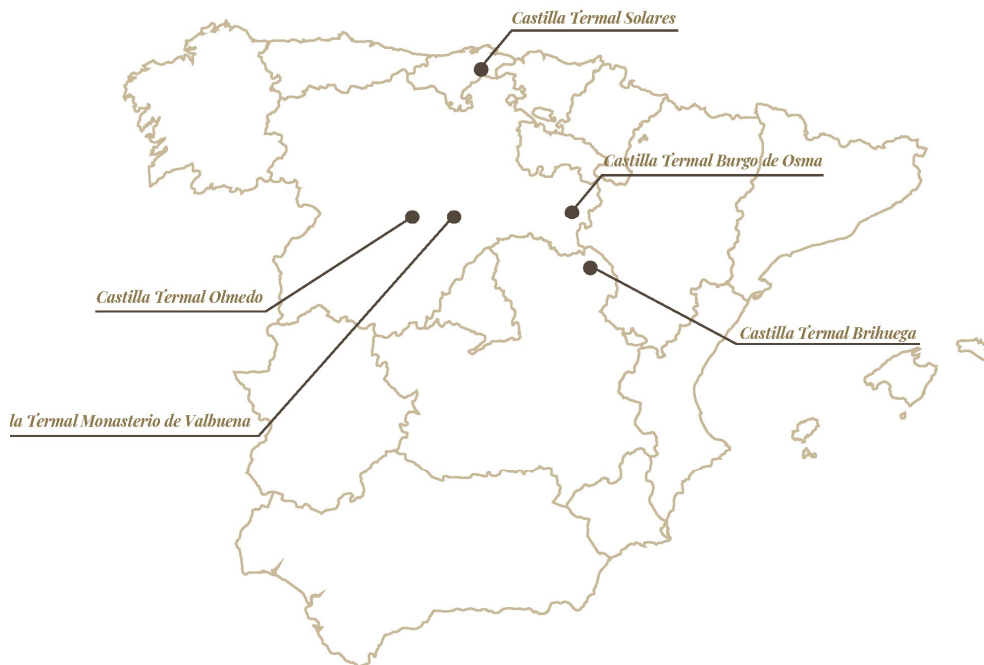 Castilla Termal Solares
Castilla Termal Burgo de Osma
Castilla Termal Olmedo
Castilla Termal Brihuega
la Termal Monasterio de Valbuena